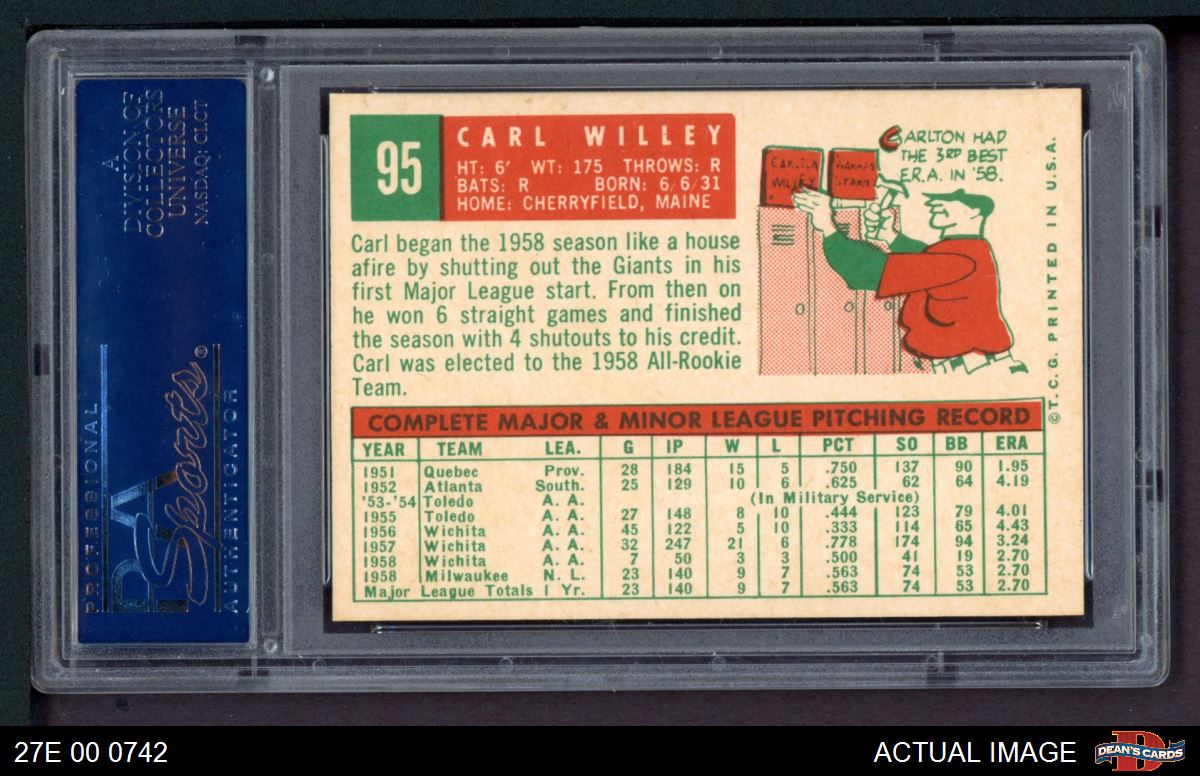 A
DIVISION OF
COLLECTORS
UNIVERSE
NASDAQ: CLCT
PROFESSIONAL
PSA
Sports®
AUTHENTICATOR
95
CARL WILLEY
HT: 6' WT: 175 THROWS: R
BATS: R BORN: 6/6/31
HOME: CHERRYFIELD, MAINE
CARLTON HAD
THE 3RD BEST
E.R.A. IN '58.
CARLTON
WILLEY
©T.C.G. PRINTED IN U.S.A.
Carl began the 1958 season like a house
afire by shutting out the Giants in his
first Major League start. From then on
he won 6 straight games and finished
the season with 4 shutouts to his credit.
Carl was elected to the 1958 All-Rookie
Team.
COMPLETE MAJOR & MINOR LEAGUE PITCHING RECORD
YEAR TEAM LEA. G IP W L PCT SO BB ERA
1951 Quebec Prov. 28 184 15 5 .750 137 90 1.95
1952 Atlanta South. 25 129 10 6 .625 62 64 4.19
'53-'54 Toledo A. A. (In Military Service)
1955 Toledo A. A. 27 148 8 10 .444 123 79 4.01
1956 Wichita A. A. 45 122 5 10 .333 114 65 4.43
1957 Wichita A. A. 32 247 21 6 .778 174 94 3.24
1958 Wichita A. A. 7 50 3 3 .500 41 19 2.70
1958 Milwaukee N. L. 23 140 9 7 .563 74 53 2.70
Major League Totals 1 Yr. 23 140 9 7 .563 74 53 2.70
27E 00 0742
ACTUAL IMAGE
DEAN'S CARDS